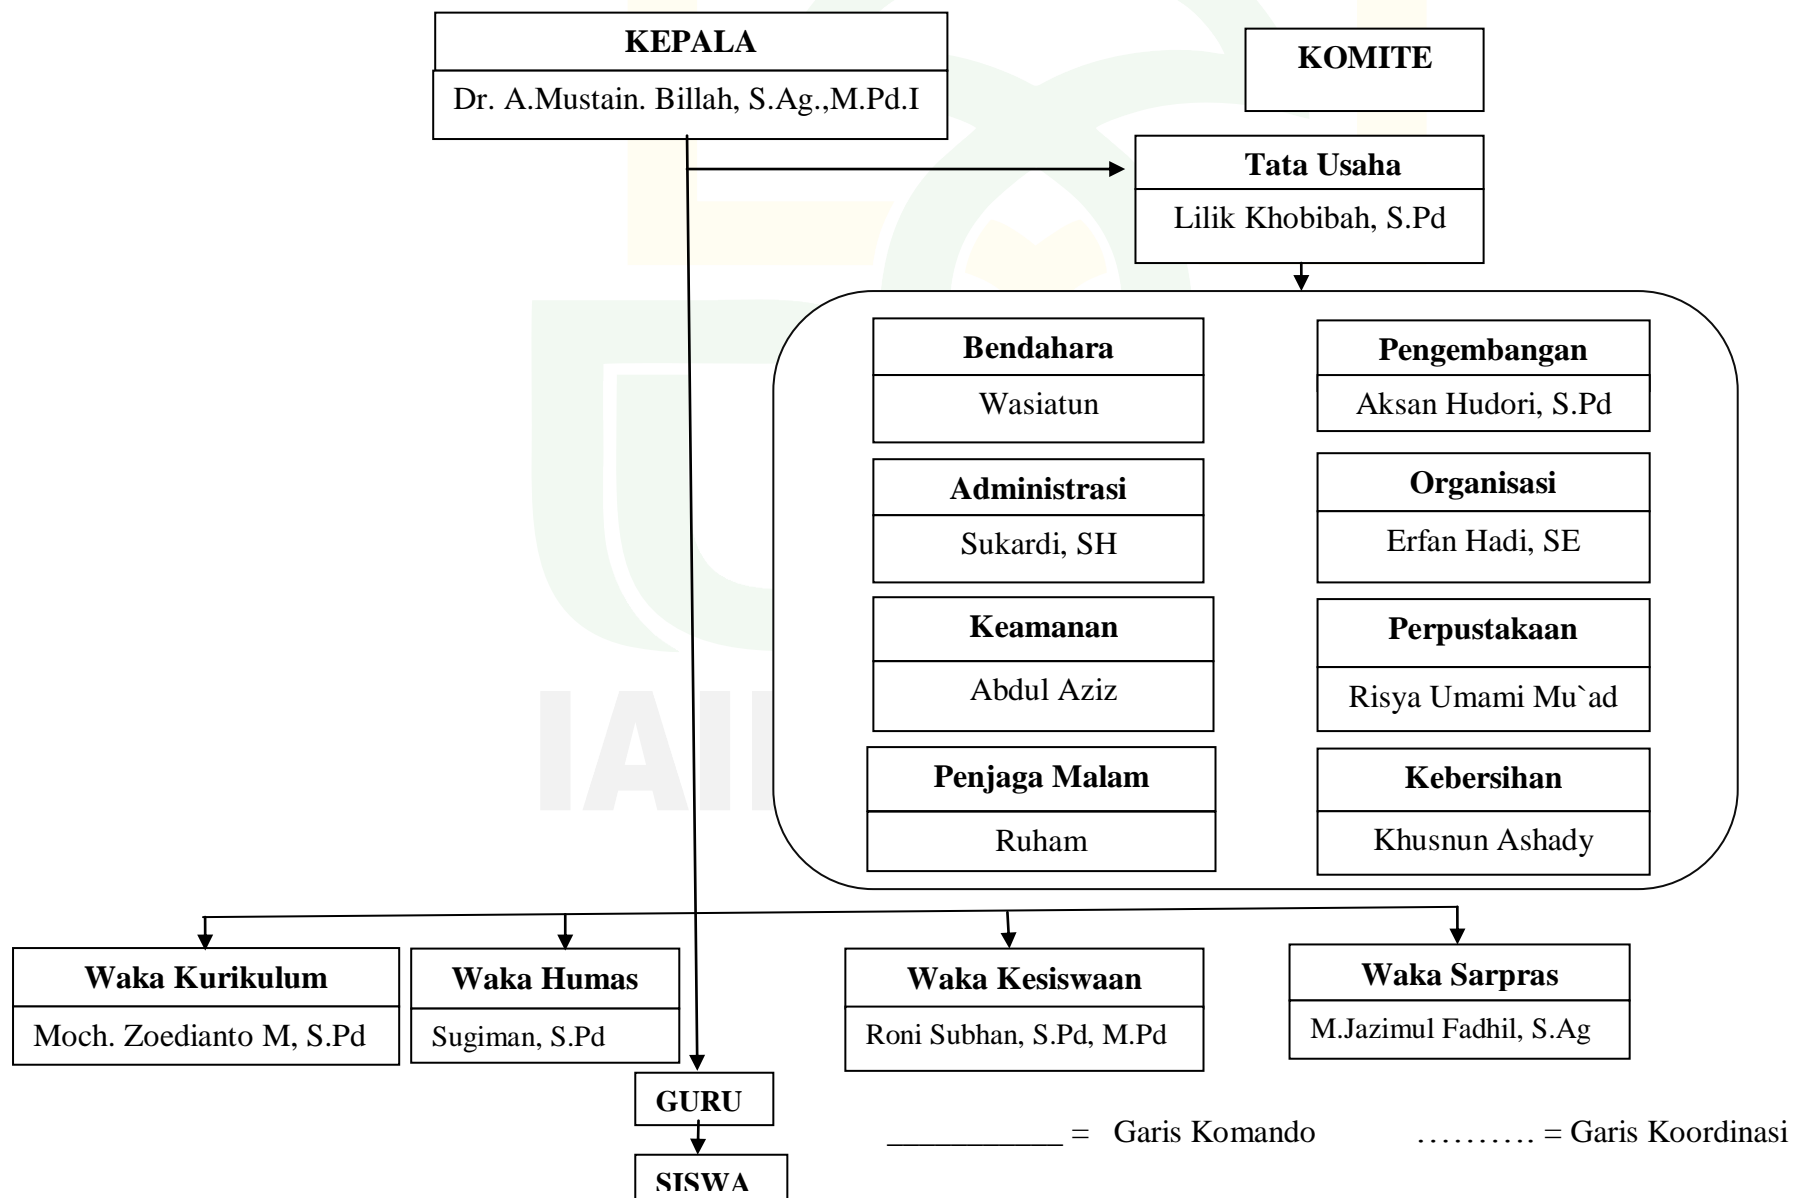 KEPALA
Dr. A.Mustain. Billah, S.Ag.,M.Pd.I
KOMITE
Tata Usaha
Lilik Khobibah, S.Pd
Bendahara
Wasiatun
Pengembangan
Aksan Hudori, S.Pd
Administrasi
Sukardi, SH
Organisasi
Erfan Hadi, SE
Keamanan
Abdul Aziz
Perpustakaan
Risya Umami Mu`ad
Penjaga Malam
Ruham
Kebersihan
Khusnun Ashady
Waka Kurikulum
Moch. Zoedianto M, S.Pd
Waka Humas
Sugiman, S.Pd
Waka Kesiswaan
Roni Subhan, S.Pd, M.Pd
Waka Sarpras
M.Jazimul Fadhil, S.Ag
GURU
SISWA
___________ = Garis Komando
………. = Garis Koordinasi